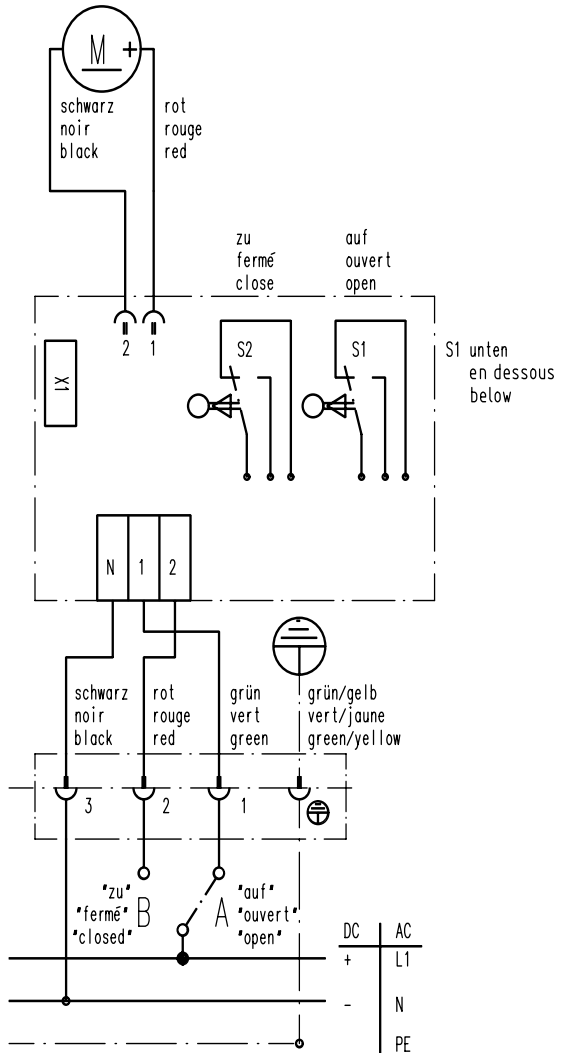 M +
schwarz
noir
black
rot
rouge
red
zu
fermé
close
auf
ouvert
open
2 1
X1
S2
S1
S1 unten
en dessous
below
N 1 2
schwarz
noir
black
rot
rouge
red
grün
vert
green
grün/gelb
vert/jaune
green/yellow
3 2 1
"zu"
"fermé"
"closed"
B
A
"auf"
"ouvert"
"open"
DC AC
+ L1
- N
PE